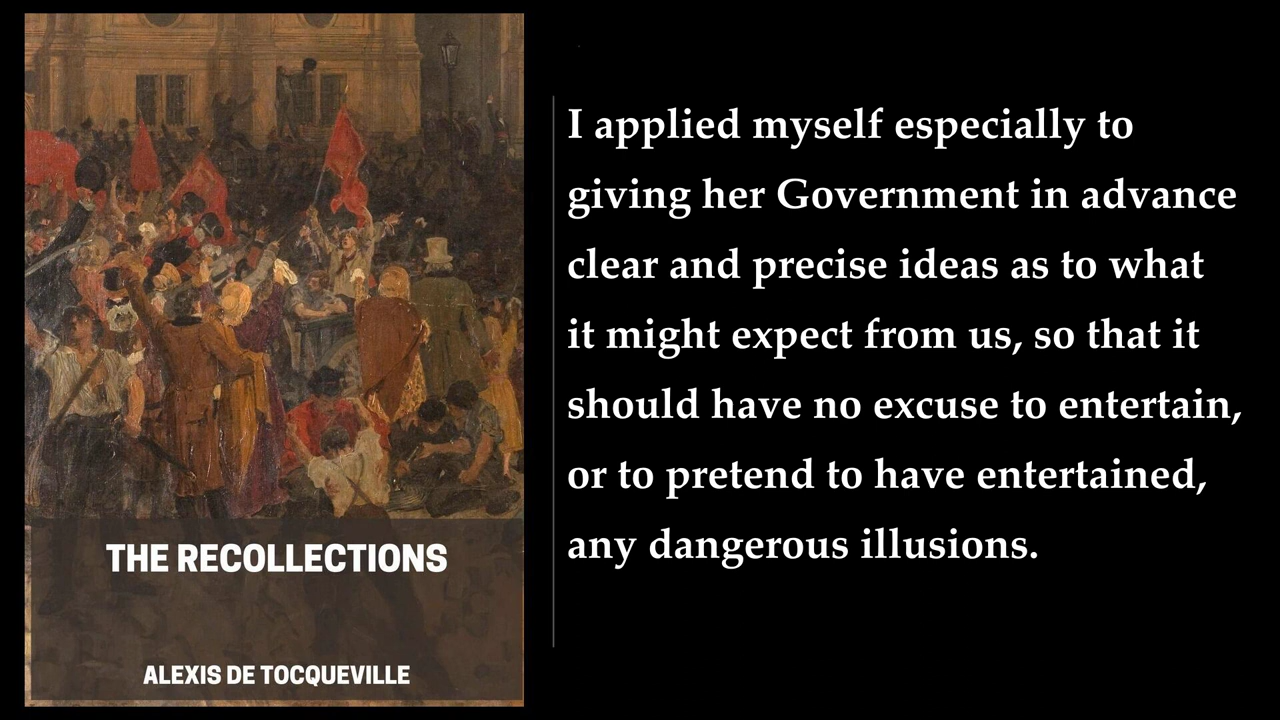 THE RECOLLECTIONS
ALEXIS DE TOCQUEVILLE
I applied myself especially to
giving her Government in advance
clear and precise ideas as to what
it might expect from us, so that it
should have no excuse to entertain,
or to pretend to have entertained,
any dangerous illusions.